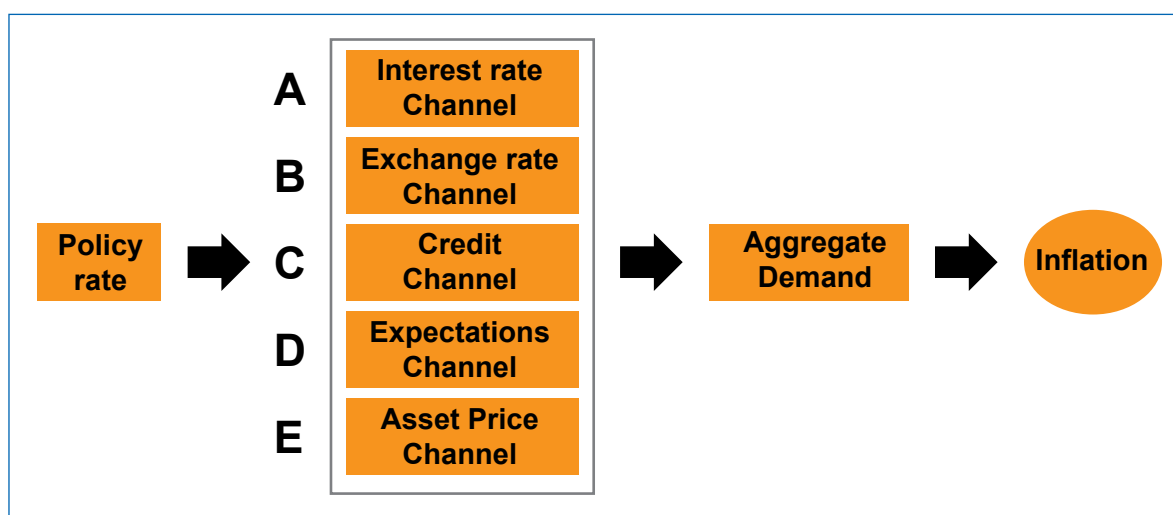 A
Interest rate
Channel
B
Exchange rate
Channel
Policy
rate
C
Credit
Channel
Aggregate
Demand
Inflation
D
Expectations
Channel
E
Asset Price
Channel